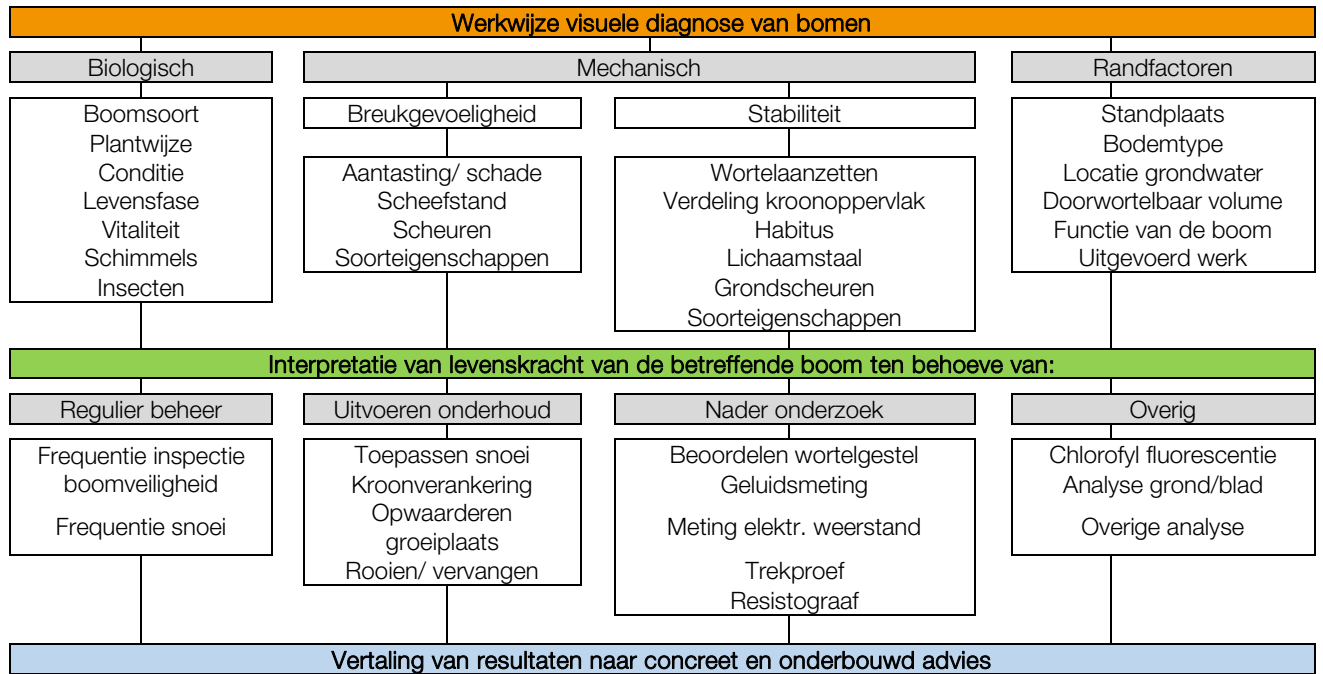 Werkwijze visuele diagnose van bomen
Biologisch
Boomsoort
Plantwijze
Conditie
Levensfase
Vitaliteit
Schimmels
Insecten
Mechanisch
Breukgevoeligheid
Aantasting/ schade
Scheefstand
Scheuren
Soorteigenschappen
Stabiliteit
Wortelaanzetten
Verdeling kroonoppervlak
Habitus
Lichaamstaal
Grondscheuren
Soorteigenschappen
Randfactoren
Standplaats
Bodemtype
Locatie grondwater
Doorwortelbaar volume
Functie van de boom
Uitgevoerd werk
Interpretatie van levenskracht van de betreffende boom ten behoeve van:
Regulier beheer
Frequentie inspectie
boomveiligheid
Frequentie snoei
Uitvoeren onderhoud
Toepassen snoei
Kroonverankering
Opwaarderen
groeiplaats
Rooien/ vervangen
Nader onderzoek
Beoordelen wortelgestel
Geluidsmeting
Meting elektr. weerstand
Trekproef
Resistograaf
Overig
Chlorofyl fluorescentie
Analyse grond/blad
Overige analyse
Vertaling van resultaten naar concreet en onderbouwd advies